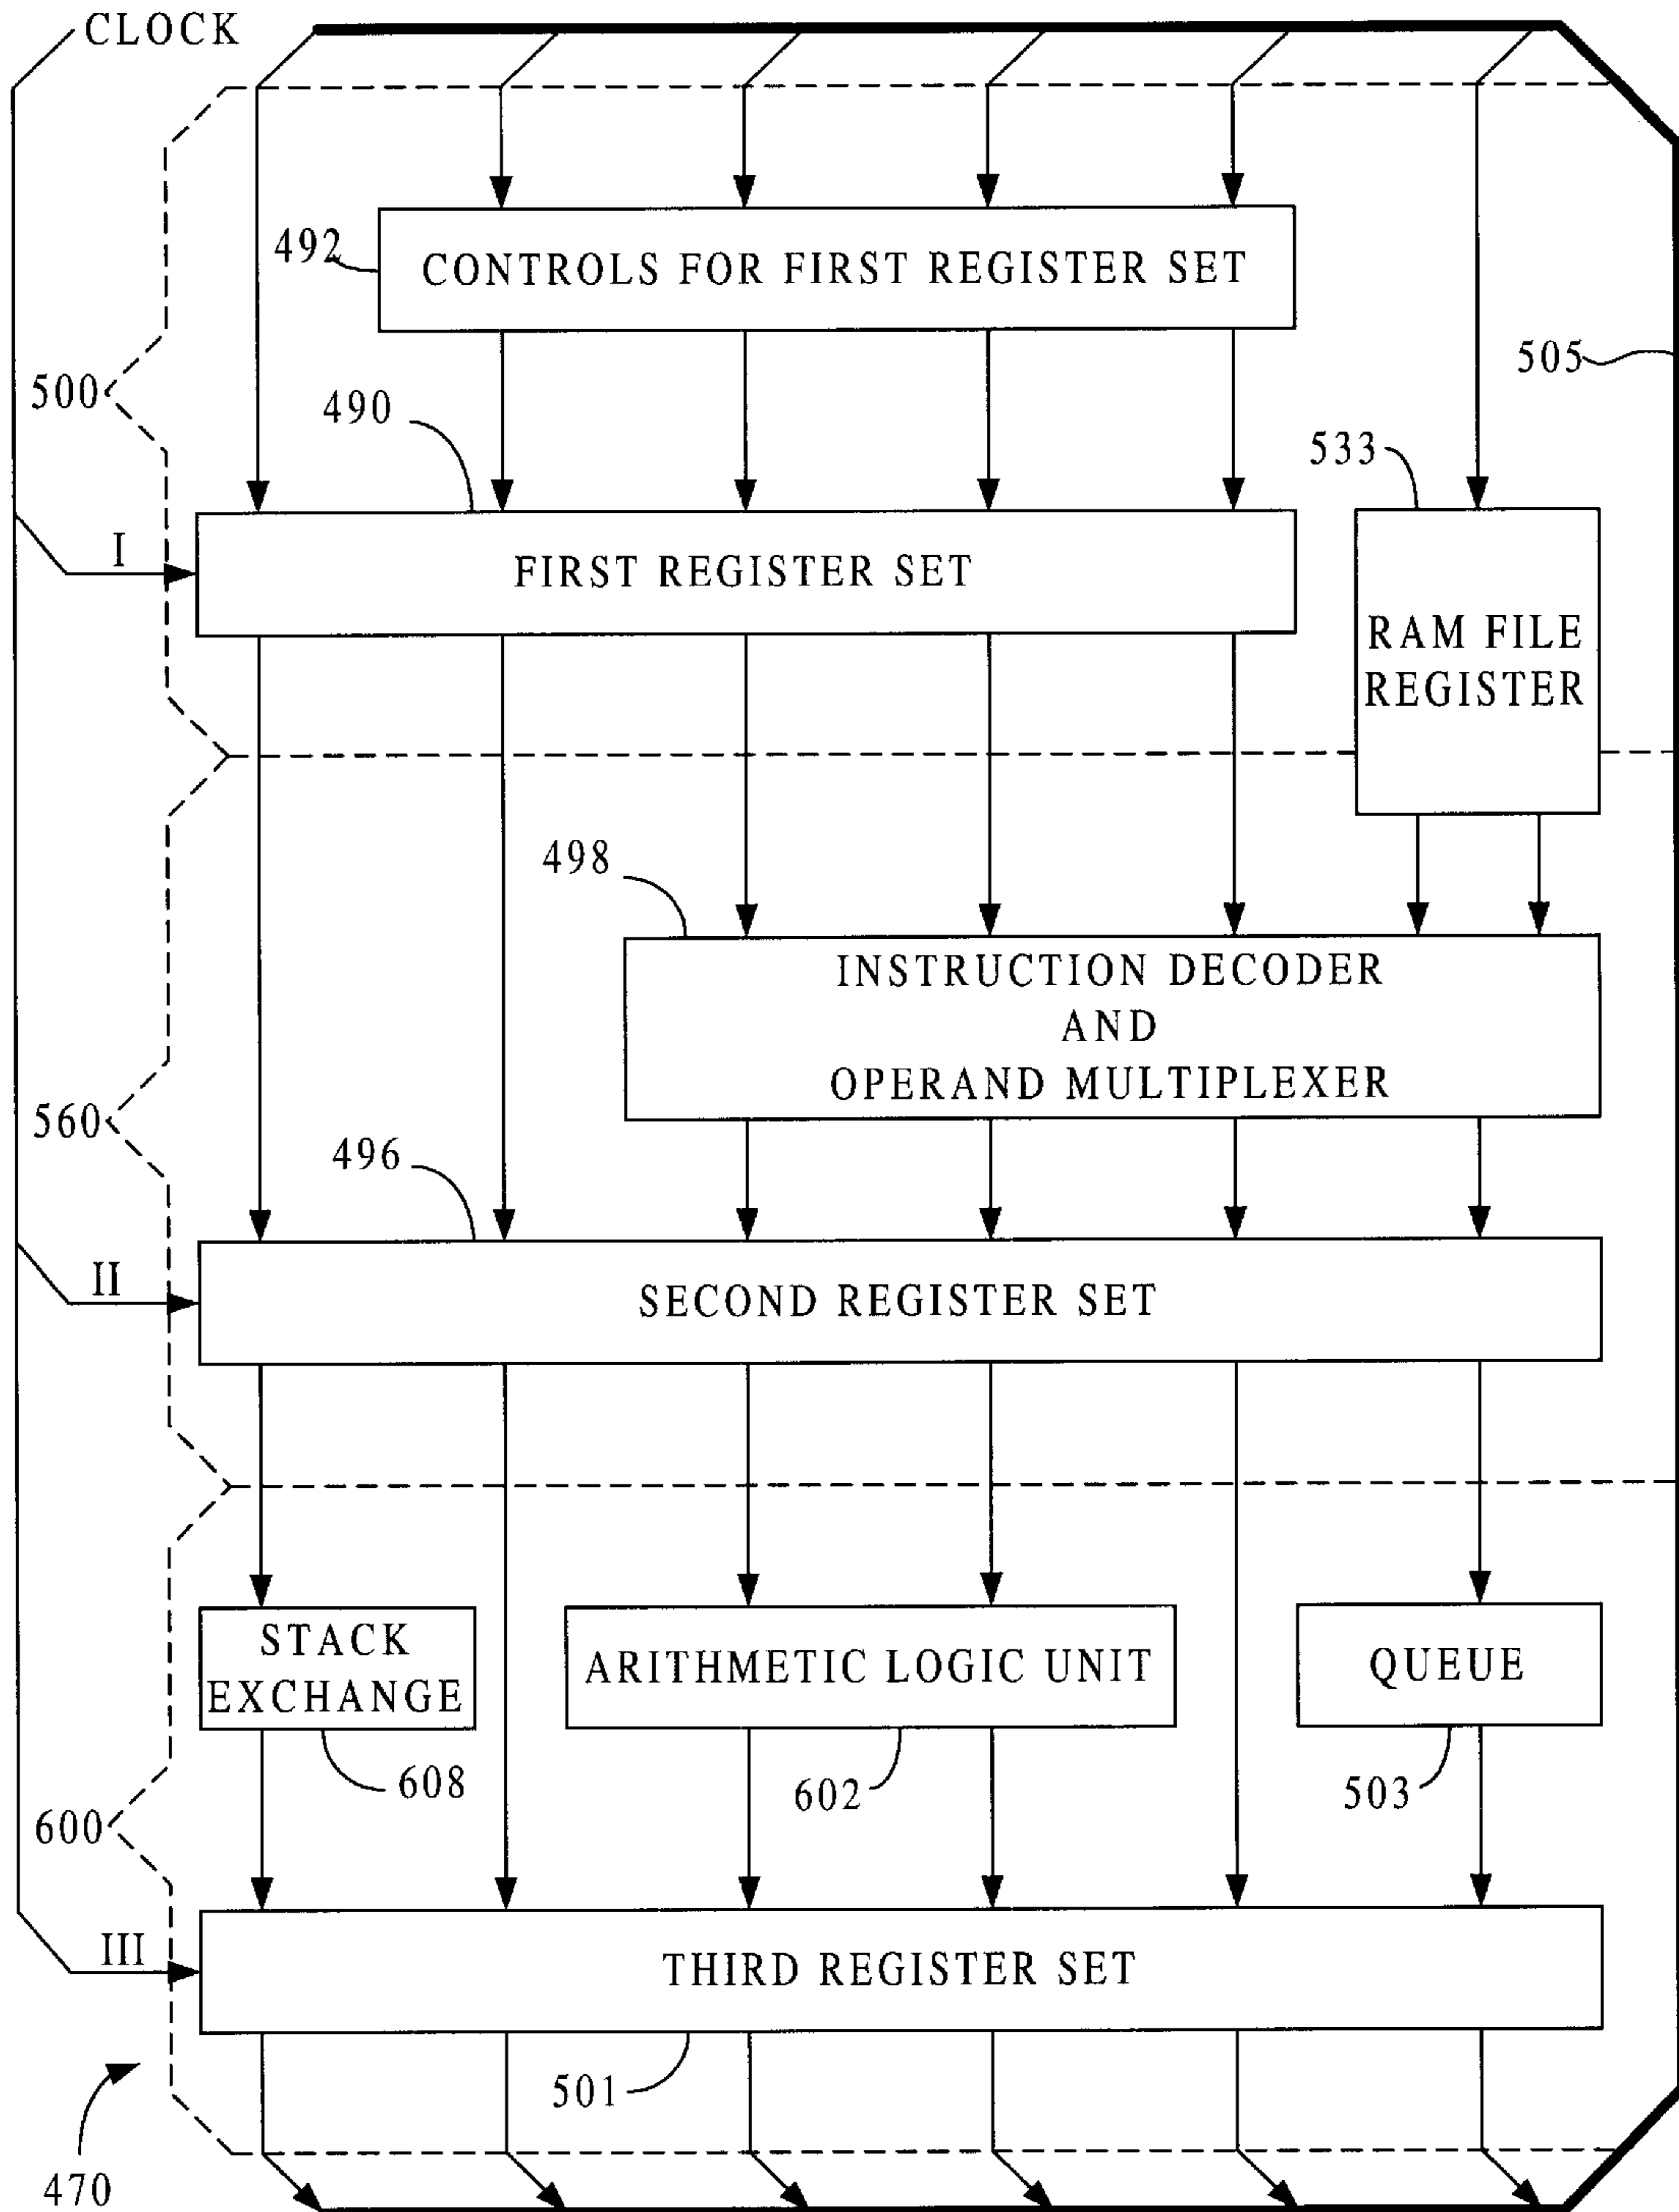 CLOCK
492
CONTROLS FOR FIRST REGISTER SET
505
500
490
533
I
FIRST REGISTER SET
RAM FILE
REGISTER
498
INSTRUCTION DECODER
AND
OPERAND MULTIPLEXER
560
496
II
SECOND REGISTER SET
STACK
EXCHANGE
ARITHMETIC LOGIC UNIT
QUEUE
608
602
503
600
III
THIRD REGISTER SET
501
470